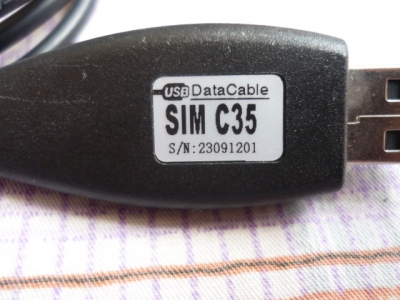 USB DataCable
SIM C35
S/N:23091201